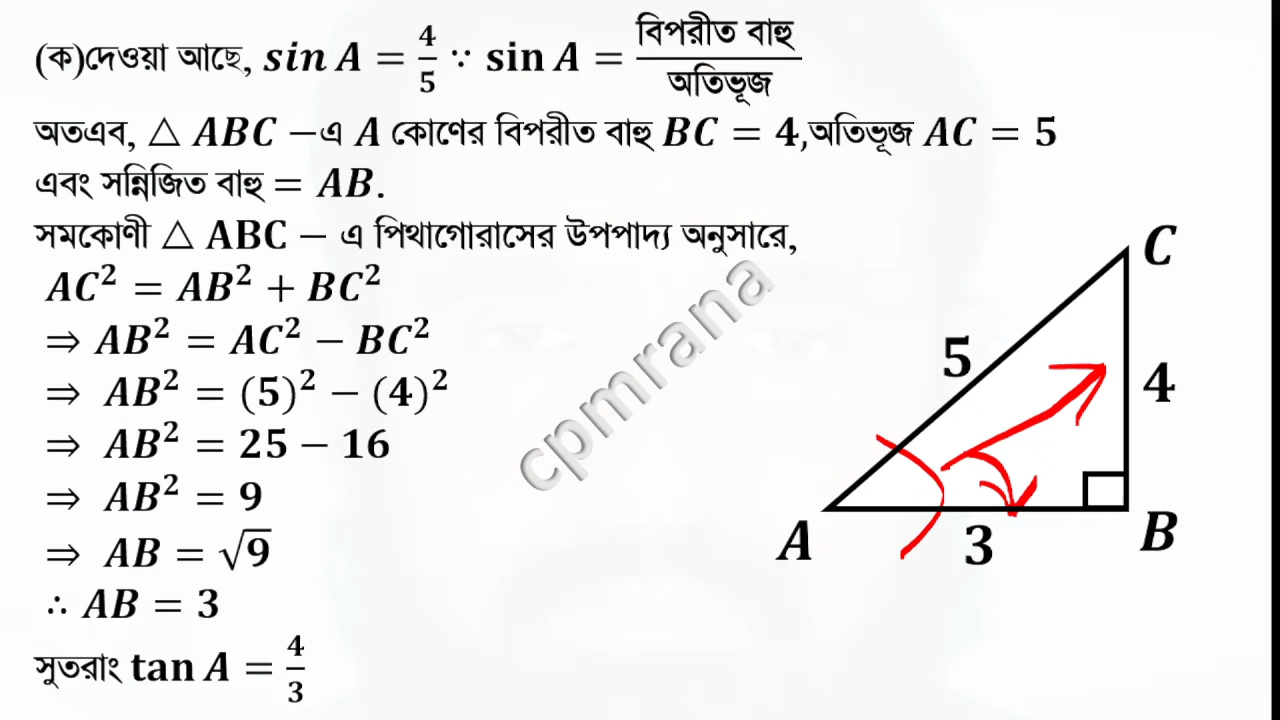 (ক)দেওয়া আছে, sin A = 4/5 ∵ sin A = বিপরীত বাহু/অতিভূজ
অতএব, △ ABC −এ A কোণের বিপরীত বাহু BC = 4,অতিভূজ AC = 5
এবং সন্নিজিত বাহু = AB.
সমকোণী △ ABC − এ পিথাগোরাসের উপপাদ্য অনুসারে,
AC² = AB² + BC²
⇒ AB² = AC² − BC²
⇒ AB² = (5)² − (4)²
⇒ AB² = 25 − 16
⇒ AB² = 9
⇒ AB = √9
∴ AB = 3
সুতরাং tan A = 4/3
cpmrana
C
5
4
A
3
B